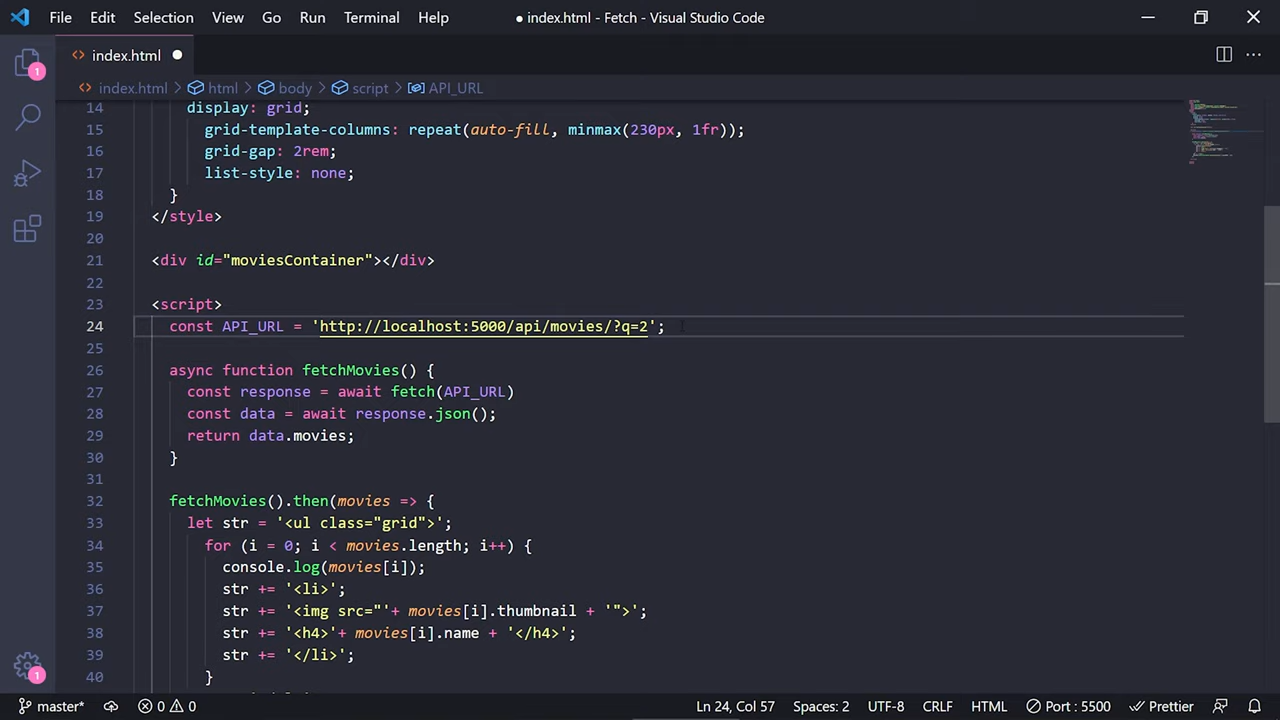 File Edit Selection View Go Run Terminal Help ● index.html - Fetch - Visual Studio Code
index.html
index.html > html > body > script > API_URL
14 display: grid;
15 grid-template-columns: repeat(auto-fill, minmax(230px, 1fr));
16 grid-gap: 2rem;
17 list-style: none;
18 }
19 </style>
20
21 <div id="moviesContainer"></div>
22
23 <script>
24 const API_URL = 'http://localhost:5000/api/movies/?q=2';
25
26 async function fetchMovies() {
27 const response = await fetch(API_URL)
28 const data = await response.json();
29 return data.movies;
30 }
31
32 fetchMovies().then(movies => {
33 let str = '<ul class="grid">';
34 for (i = 0; i < movies.length; i++) {
35 console.log(movies[i]);
36 str += '<li>';
37 str += '<img src="'+ movies[i].thumbnail + '">';
38 str += '<h4>'+ movies[i].name + '</h4>';
39 str += '</li>';
40 }
1
1
master* 0 0 Ln 24, Col 57 Spaces: 2 UTF-8 CRLF HTML Port : 5500 Prettier